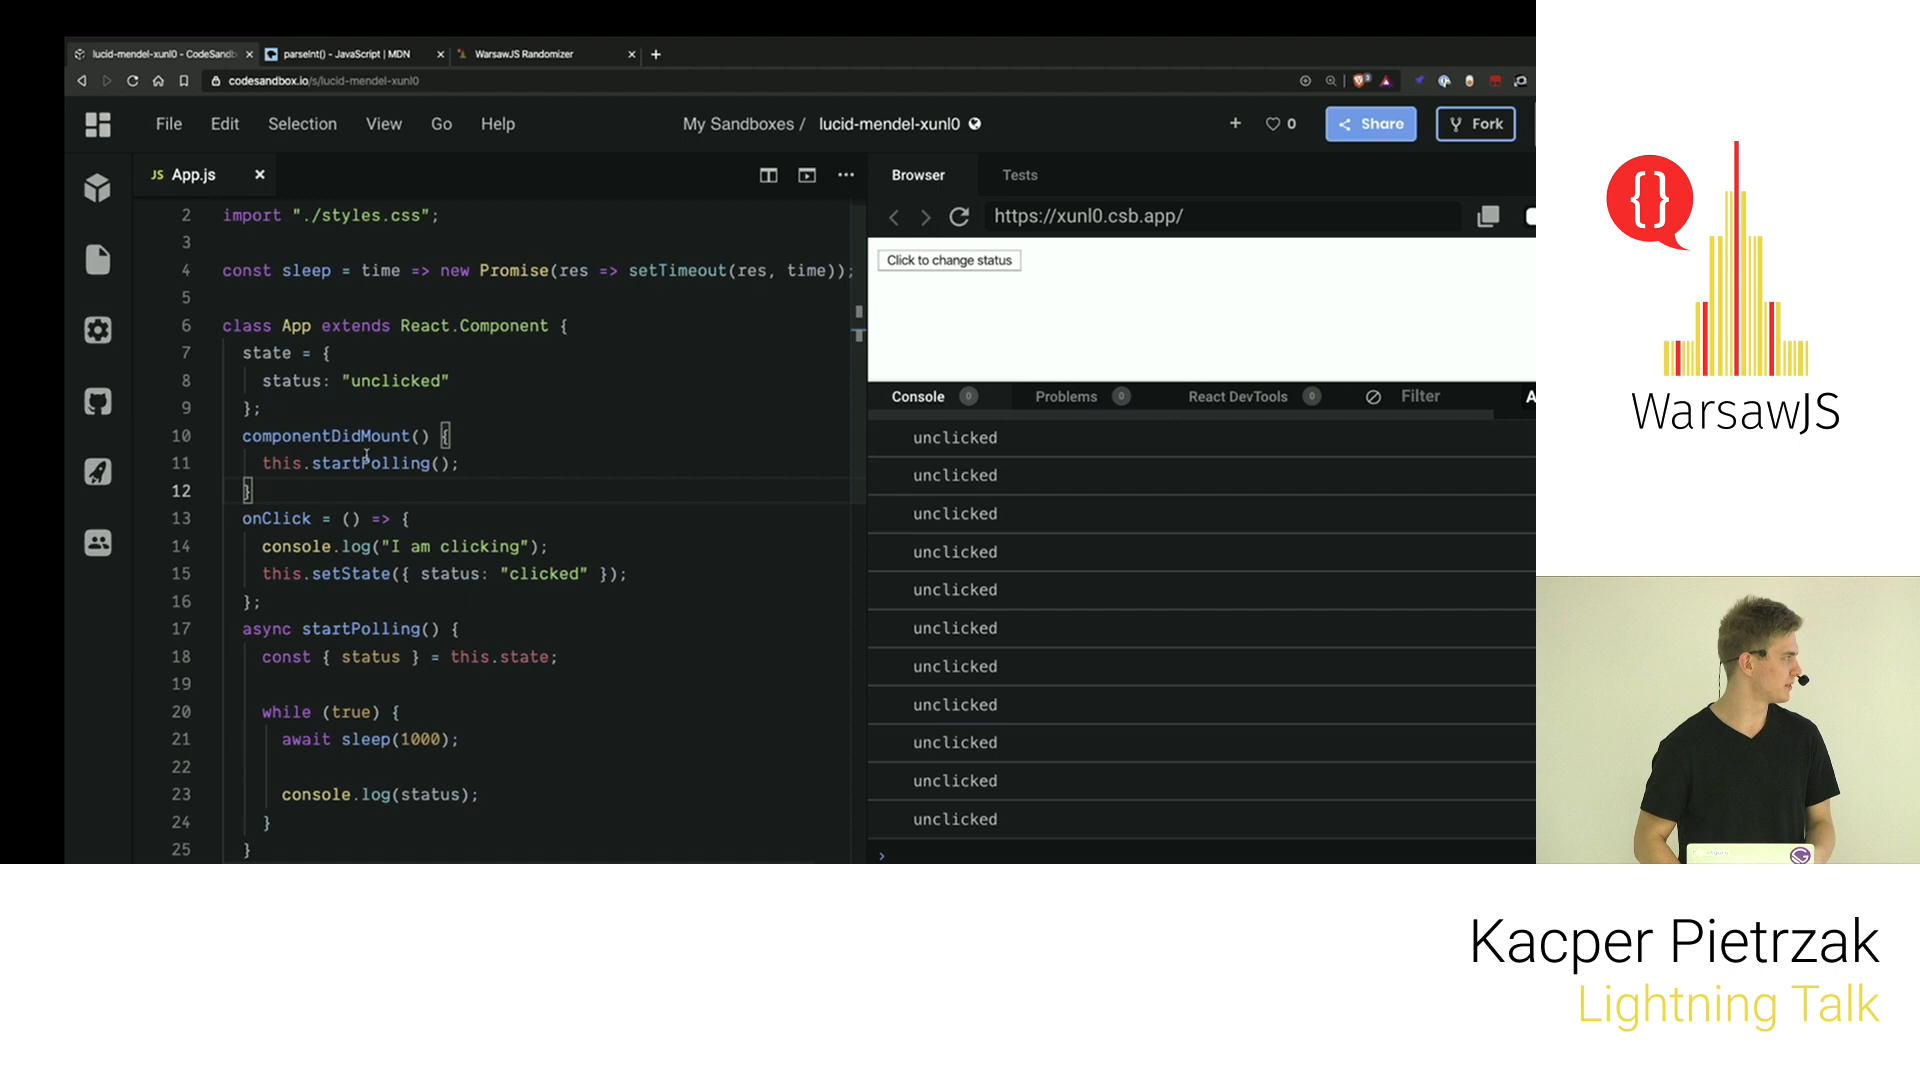 lucid-mendel-xunl0 - CodeSandb
parseInt() - JavaScript | MDN
WarsawJS Randomizer
codesandbox.io/s/lucid-mendel-xunl0
File Edit Selection View Go Help
My Sandboxes / lucid-mendel-xunl0
0
Share
Fork
JS App.js
2 import "./styles.css";
3
4 const sleep = time => new Promise(res => setTimeout(res, time));
5
6 class App extends React.Component {
7 state = {
8 status: "unclicked"
9 };
10 componentDidMount() {
11 this.startPolling();
12 }
13 onClick = () => {
14 console.log("I am clicking");
15 this.setState({ status: "clicked" });
16 };
17 async startPolling() {
18 const { status } = this.state;
19
20 while (true) {
21 await sleep(1000);
22
23 console.log(status);
24 }
25 }
Browser Tests
https://xunl0.csb.app/
Click to change status
Console 0 Problems 0 React DevTools 0 Filter A
unclicked
unclicked
unclicked
unclicked
unclicked
unclicked
unclicked
unclicked
unclicked
unclicked
unclicked
{}
WarsawJS
Kacper Pietrzak
Lightning Talk